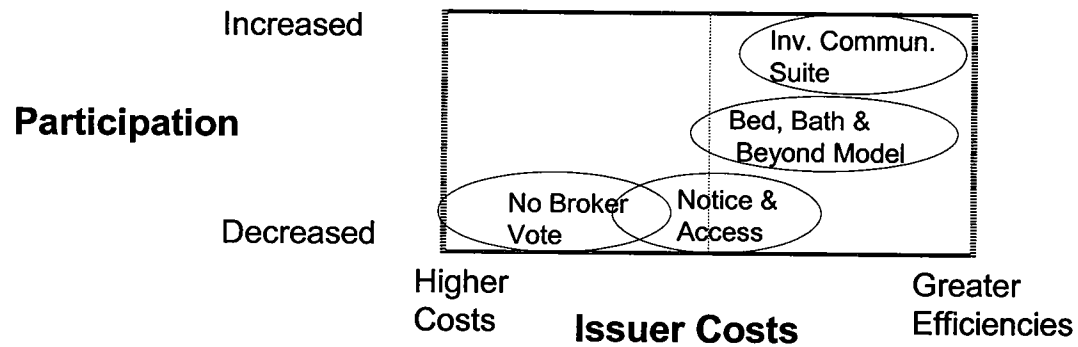 Increased
Inv. Commun.
Suite
Participation
Bed, Bath &
Beyond Model
No Broker
Vote
Notice &
Access
Decreased
Higher
Costs
Issuer Costs
Greater
Efficiencies